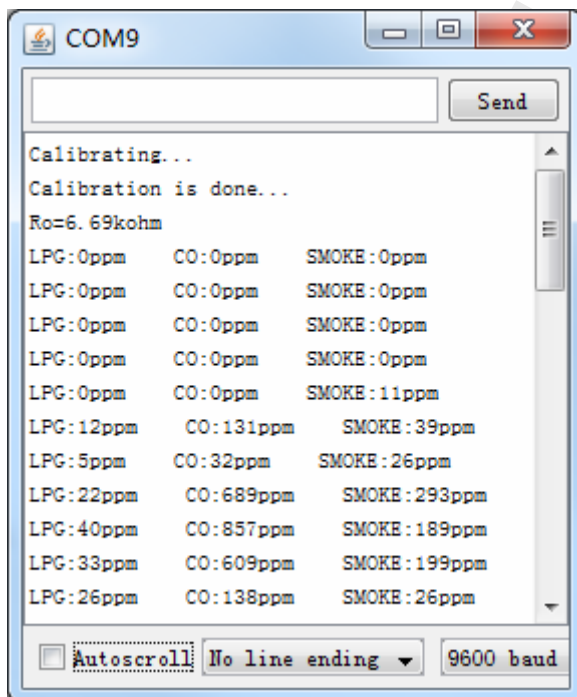 COM9
Send
Calibrating...
Calibration is done...
Ro=6.69kohm
LPG:0ppm CO:0ppm SMOKE:0ppm
LPG:0ppm CO:0ppm SMOKE:0ppm
LPG:0ppm CO:0ppm SMOKE:0ppm
LPG:0ppm CO:0ppm SMOKE:0ppm
LPG:0ppm CO:0ppm SMOKE:11ppm
LPG:12ppm CO:131ppm SMOKE:39ppm
LPG:5ppm CO:32ppm SMOKE:26ppm
LPG:22ppm CO:689ppm SMOKE:293ppm
LPG:40ppm CO:857ppm SMOKE:189ppm
LPG:33ppm CO:609ppm SMOKE:199ppm
LPG:26ppm CO:138ppm SMOKE:26ppm
Autoscroll No line ending 9600 baud